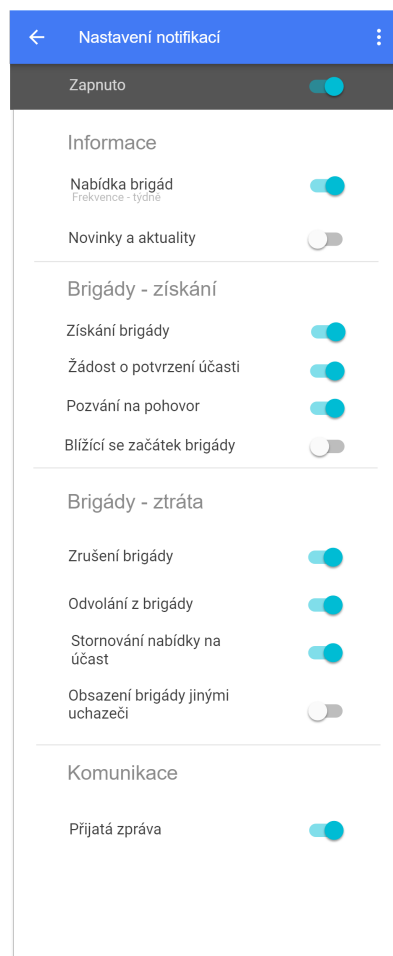 Nastavení notifikací
Zapnuto
Informace
Nabídka brigád
Frekvence - týdně
Novinky a aktuality
Brigády - získání
Získání brigády
Žádost o potvrzení účasti
Pozvání na pohovor
Blížící se začátek brigády
Brigády - ztráta
Zrušení brigády
Odvolání z brigády
Stornování nabídky na
účast
Obsazení brigády jinými
uchazeči
Komunikace
Přijatá zpráva